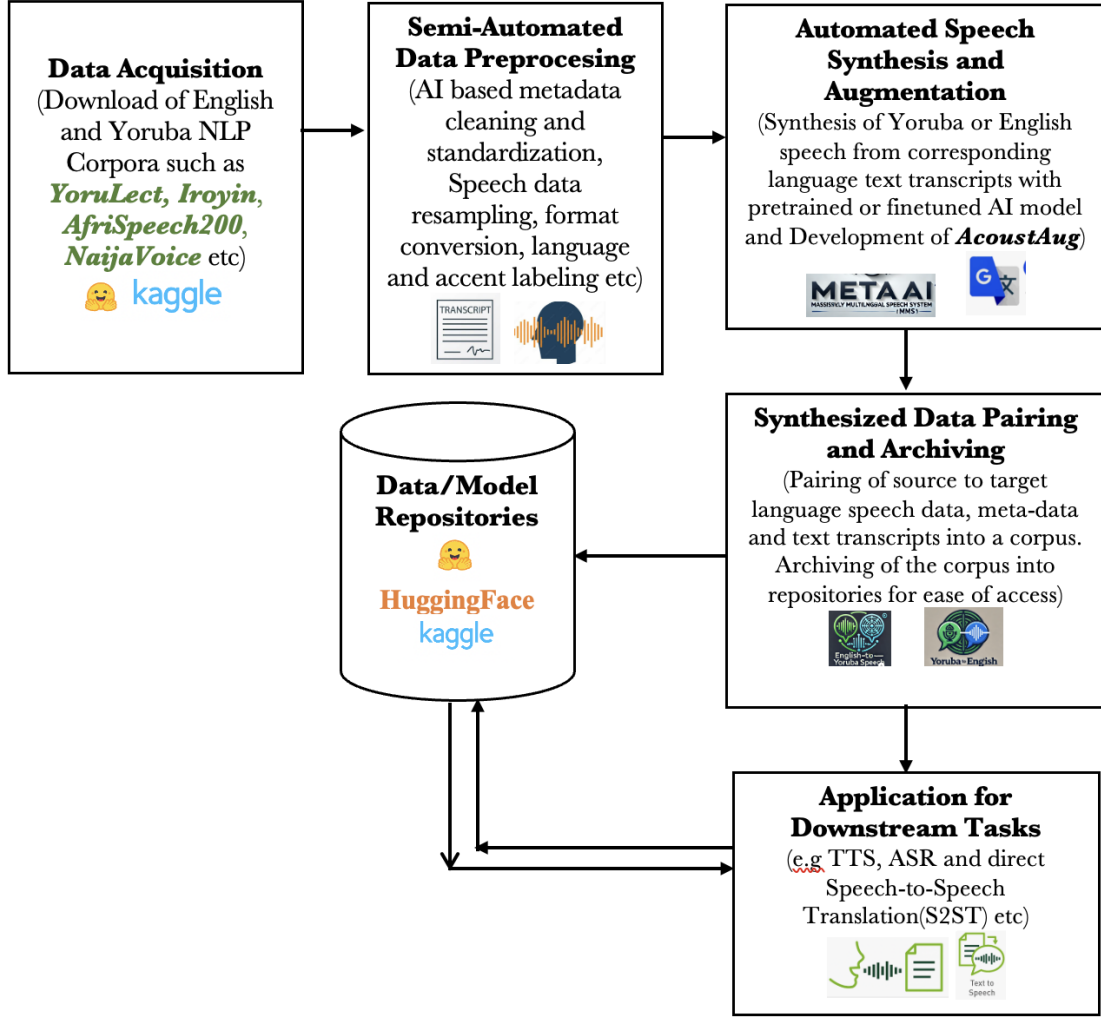 Data Acquisition
(Download of English
and Yoruba NLP
Corpora such as
YoruLect, Iroyin,
AfriSpeech200,
NaijaVoice etc)
kaggle
Semi-Automated
Data Preprocesing
(AI based metadata
cleaning and
standardization,
Speech data
resampling, format
conversion, language
and accent labeling etc)
TRANSCRIPT
Automated Speech
Synthesis and
Augmentation
(Synthesis of Yoruba or English
speech from corresponding
language text transcripts with
pretrained or finetuned AI model
and Development of AcoustAug)
META AI
MASSIVELY MULTILINGUAL SPEECH SYSTEM
(MMS)
G 文
Synthesized Data Pairing
and Archiving
(Pairing of source to target
language speech data, meta-data
and text transcripts into a corpus.
Archiving of the corpus into
repositories for ease of access)
English-to-
Yoruba Speech
Yoruba-to-Engish
Data/Model
Repositories
HuggingFace
kaggle
Application for
Downstream Tasks
(e.g TTS, ASR and direct
Speech-to-Speech
Translation(S2ST) etc)
Text to
Speech